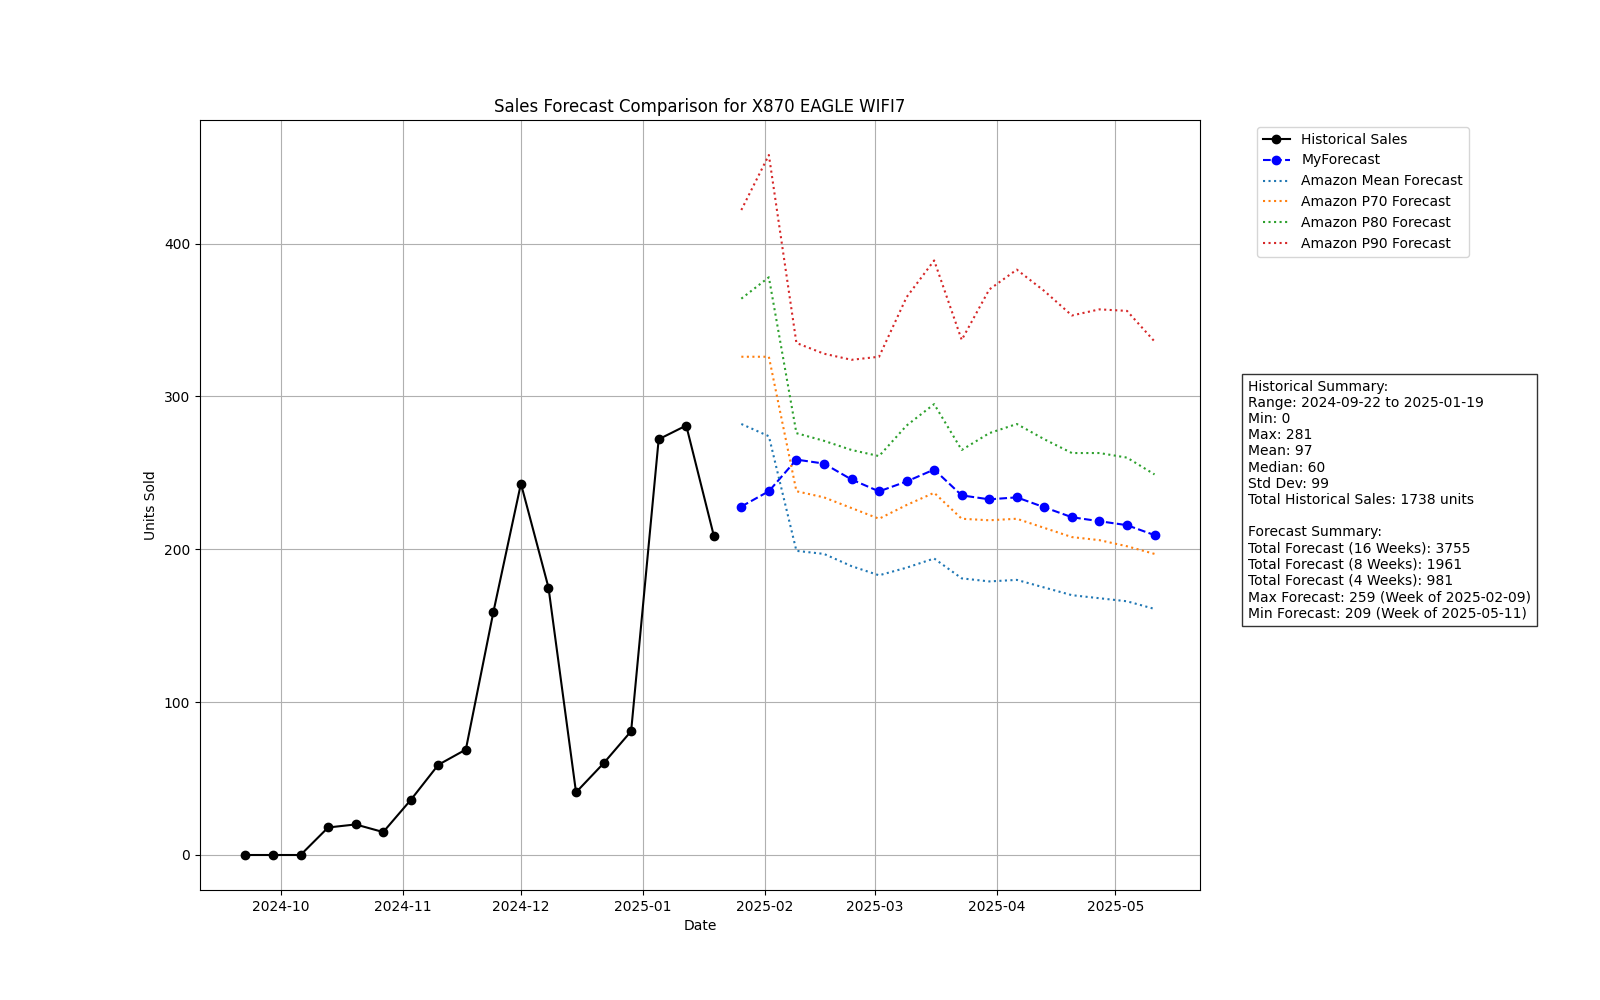 Sales Forecast Comparison for X870 EAGLE WIFI7
Units Sold
400
300
200
100
0
2024-10
2024-11
2024-12
2025-01
2025-02
2025-03
2025-04
2025-05
Date
Historical Sales
MyForecast
Amazon Mean Forecast
Amazon P70 Forecast
Amazon P80 Forecast
Amazon P90 Forecast
Historical Summary:
Range: 2024-09-22 to 2025-01-19
Min: 0
Max: 281
Mean: 97
Median: 60
Std Dev: 99
Total Historical Sales: 1738 units
Forecast Summary:
Total Forecast (16 Weeks): 3755
Total Forecast (8 Weeks): 1961
Total Forecast (4 Weeks): 981
Max Forecast: 259 (Week of 2025-02-09)
Min Forecast: 209 (Week of 2025-05-11)